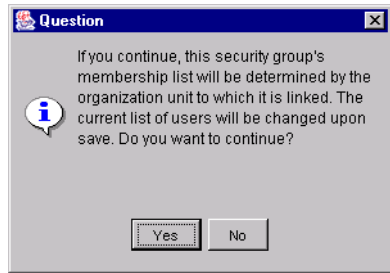 Question
If you continue, this security group's
membership list will be determined by the
organization unit to which it is linked. The
current list of users will be changed upon
save. Do you want to continue?
Yes No